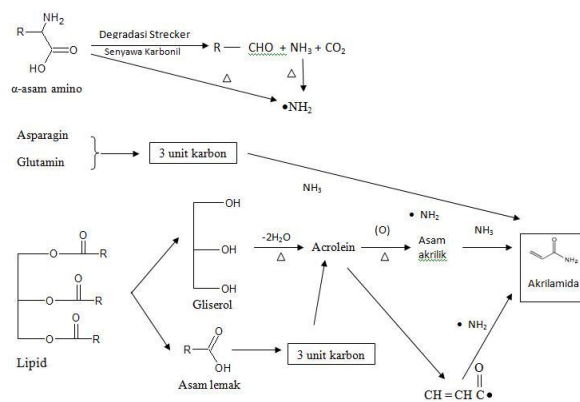 NH₂
R
O
HO
α-asam amino
Degradasi Strecker
Senyawa Karbonil
△
R — CHO + NH₃ + CO₂
△
•NH₂
Asparagin
Glutamin
3 unit karbon
NH₃
OH
OH
OH
Gliserol
-2H₂O
△
Acrolein
(O)
△
• NH₂
Asam
akrilik
NH₃
O
NH₂
Akrilamida
O
O
R
O
O
R
O
O
R
Lipid
R
O
OH
Asam lemak
3 unit karbon
• NH₂
O
CH = CH C•